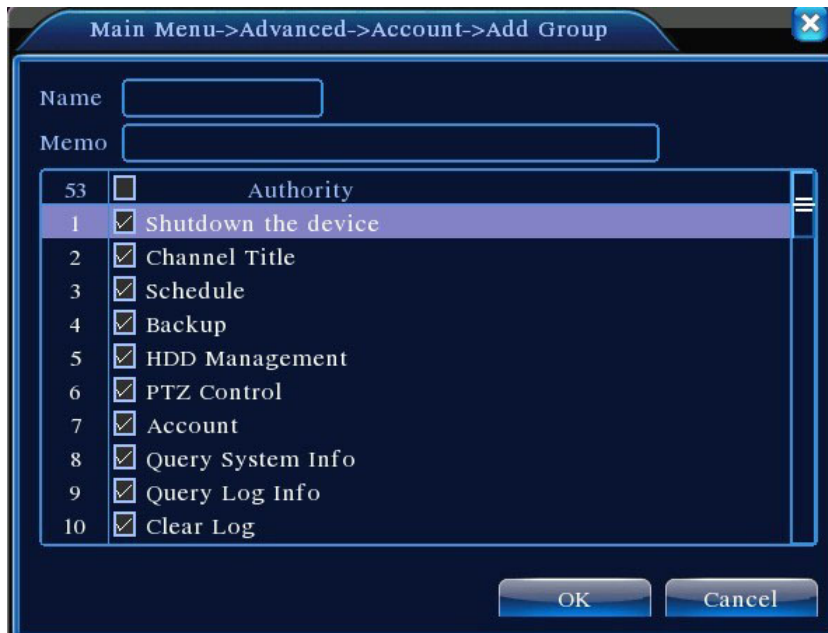 Main Menu->Advanced->Account->Add Group
Name
Memo
53 Authority
1 Shutdown the device
2 Channel Title
3 Schedule
4 Backup
5 HDD Management
6 PTZ Control
7 Account
8 Query System Info
9 Query Log Info
10 Clear Log
OK Cancel